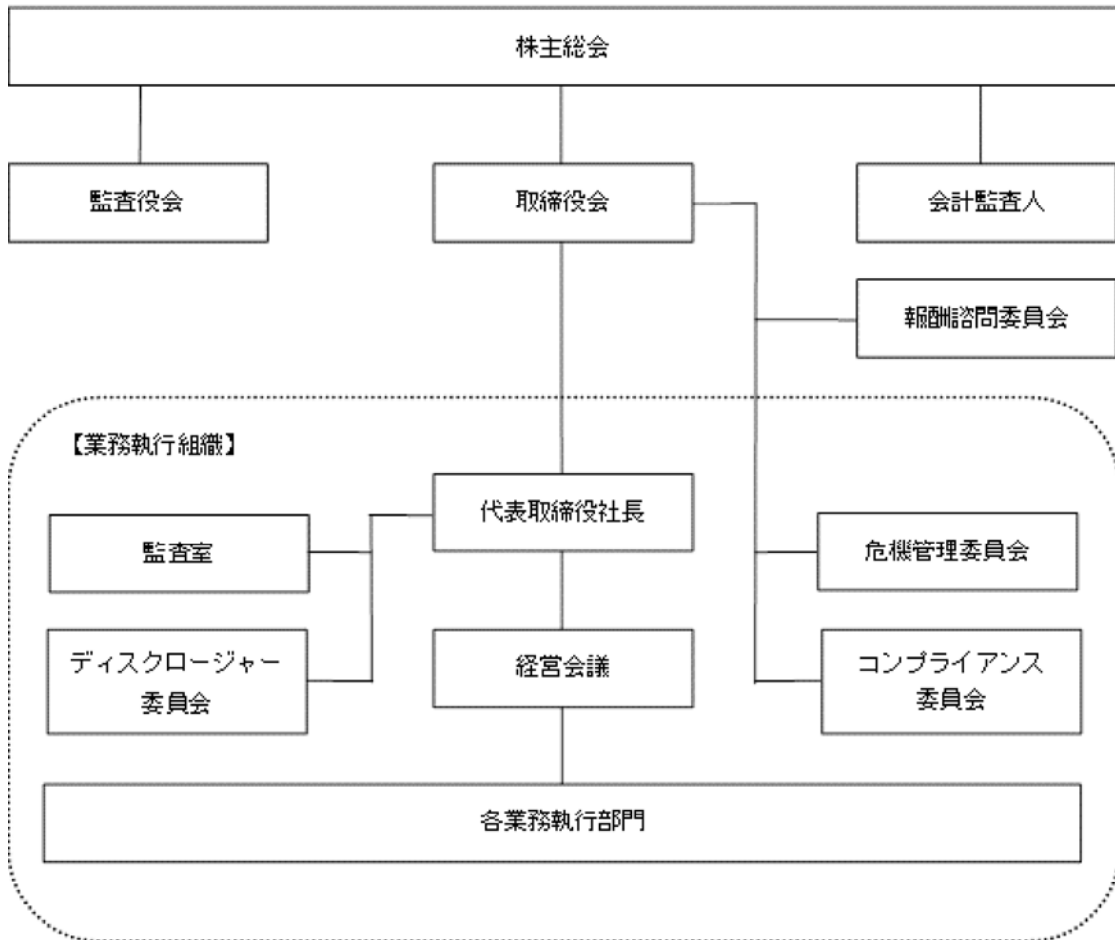 株主総会
監査役会
取締役会
会計監査人
報酬諮問委員会
【業務執行組織】
代表取締役社長
監査室
危機管理委員会
ディスクロージャー
委員会
経営会議
コンプライアンス
委員会
各業務執行部門